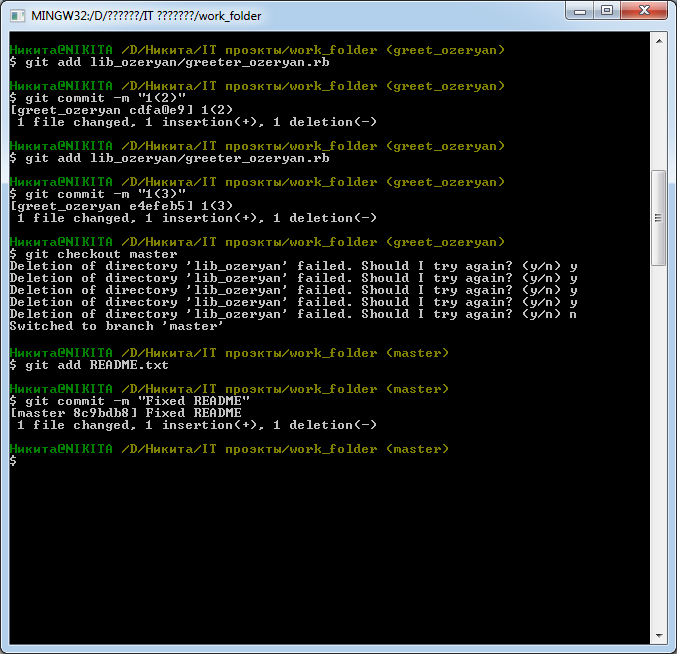 MINGW32:/D/??????/IT ???????/work_folder
Никита@NIKITA /D/Никита/IT проэкты/work_folder (greet_ozeryan)
$ git add lib_ozeryan/greeter_ozeryan.rb
Никита@NIKITA /D/Никита/IT проэкты/work_folder (greet_ozeryan)
$ git commit -m "1(2)"
[greet_ozeryan cdfa0e9] 1(2)
 1 file changed, 1 insertion(+), 1 deletion(-)
Никита@NIKITA /D/Никита/IT проэкты/work_folder (greet_ozeryan)
$ git add lib_ozeryan/greeter_ozeryan.rb
Никита@NIKITA /D/Никита/IT проэкты/work_folder (greet_ozeryan)
$ git commit -m "1(3)"
[greet_ozeryan e4efeb5] 1(3)
 1 file changed, 1 insertion(+), 1 deletion(-)
Никита@NIKITA /D/Никита/IT проэкты/work_folder (greet_ozeryan)
$ git checkout master
Deletion of directory 'lib_ozeryan' failed. Should I try again? (y/n) y
Deletion of directory 'lib_ozeryan' failed. Should I try again? (y/n) y
Deletion of directory 'lib_ozeryan' failed. Should I try again? (y/n) y
Deletion of directory 'lib_ozeryan' failed. Should I try again? (y/n) y
Deletion of directory 'lib_ozeryan' failed. Should I try again? (y/n) n
Switched to branch 'master'
Никита@NIKITA /D/Никита/IT проэкты/work_folder (master)
$ git add README.txt
Никита@NIKITA /D/Никита/IT проэкты/work_folder (master)
$ git commit -m "Fixed README"
[master 8c9bdb8] Fixed README
 1 file changed, 1 insertion(+), 1 deletion(-)
Никита@NIKITA /D/Никита/IT проэкты/work_folder (master)
$